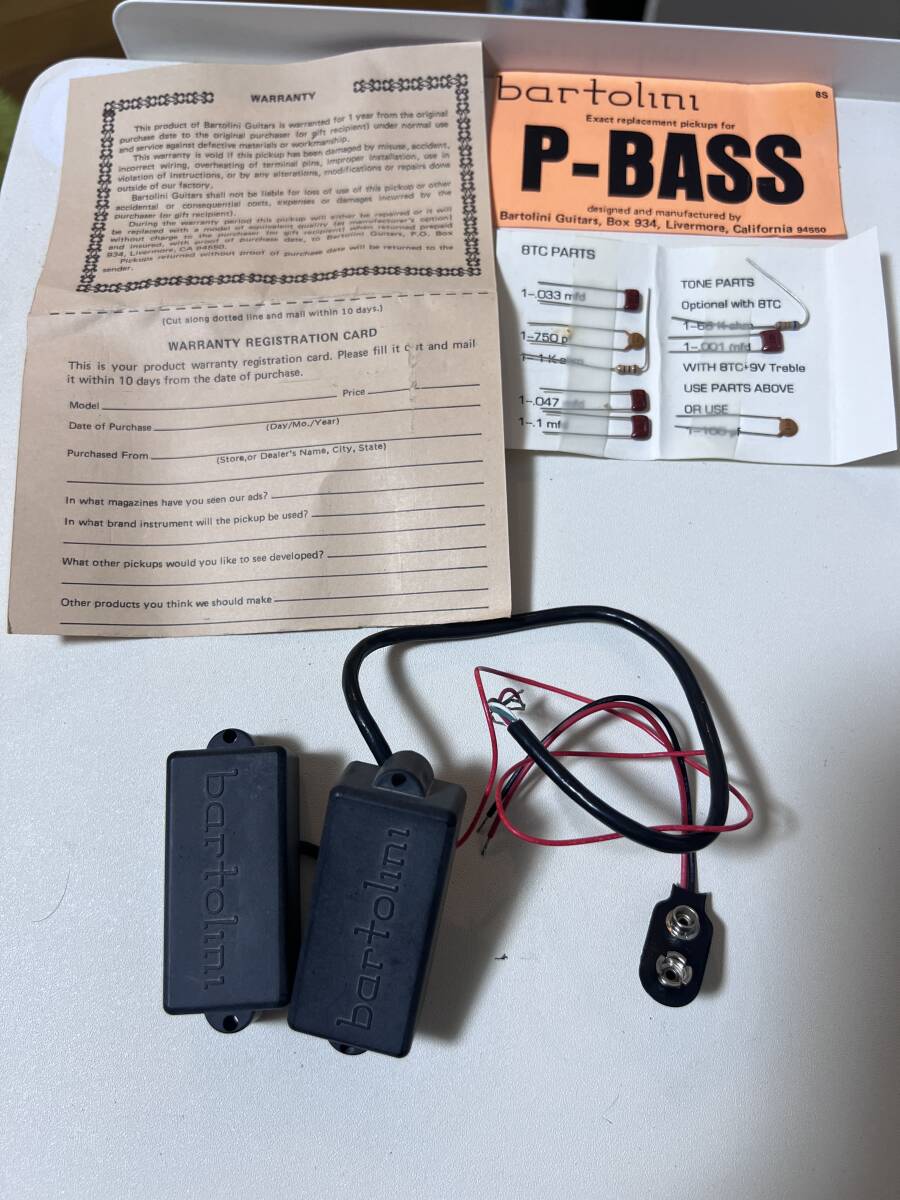 WARRANTY
This product of Bartolini Guitars is warranted for 1 year from the original
purchase date to the original purchaser (or gift recipient) under normal use
and service against defective materials or workmanship.
This warranty is void if this pickup has been damaged by misuse, accident,
incorrect wiring, overheating of terminal pins, improper installation, use in
violation of instructions, or by any alterations, modifications or repairs done
outside of our factory.
Bartolini Guitars shall not be liable for loss of use of this pickup or other
accidental or consequential costs, expenses or damages incurred by the
purchaser (or gift recipient).
During the warranty period this pickup will either be repaired or it will
be replaced with a model of equivalent quality (at manufacturer's option)
without charge to the purchaser (or gift recipient) when returned prepaid
and insured, with proof of purchase date, to Bartolini Guitars, P.O. Box
934, Livermore, CA 94550.
Pickups returned without proof of purchase date will be returned to the
sender.
(Cut along dotted line and mail within 10 days.)
WARRANTY REGISTRATION CARD
This is your product warranty registration card. Please fill it out and mail
it within 10 days from the date of purchase.
Model Price
Date of Purchase
(Day/Mo./Year)
Purchased From
(Store,or Dealer's Name, City, State)
In what magazines have you seen our ads?
In what brand instrument will the pickup be used?
What other pickups would you like to see developed?
Other products you think we should make
bartolini 8S
Exact replacement pickups for
P-BASS
designed and manufactured by
Bartolini Guitars, Box 934, Livermore, California 94550
8TC PARTS
1-.033 mfd
1-750 p
1-1 K
1-.047 mfd
1-.1 mf
TONE PARTS
Optional with 8TC
1-.001 mfd
WITH 8TC+9V Treble
USE PARTS ABOVE
OR USE
bartolini
bartolini